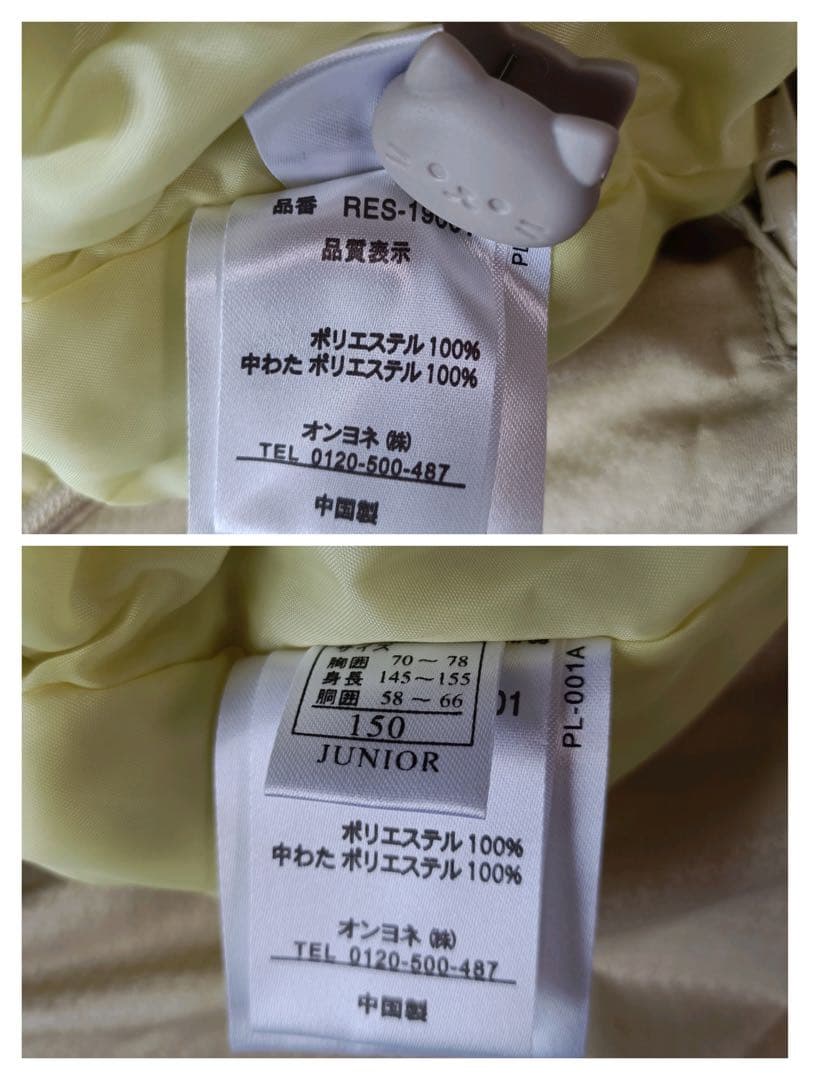 品番
品質表示
PL
ポリエステル 100%
中わた ポリエステル 100%
オンヨネ (株)
TEL 0120-500-487
中国製
サイズ
胸囲 70～78
身長 145～155
胴囲 58～66
150
JUNIOR
01
PL-001A
ポリエステル 100%
中わた ポリエステル 100%
オンヨネ (株)
TEL 0120-500-487
中国製